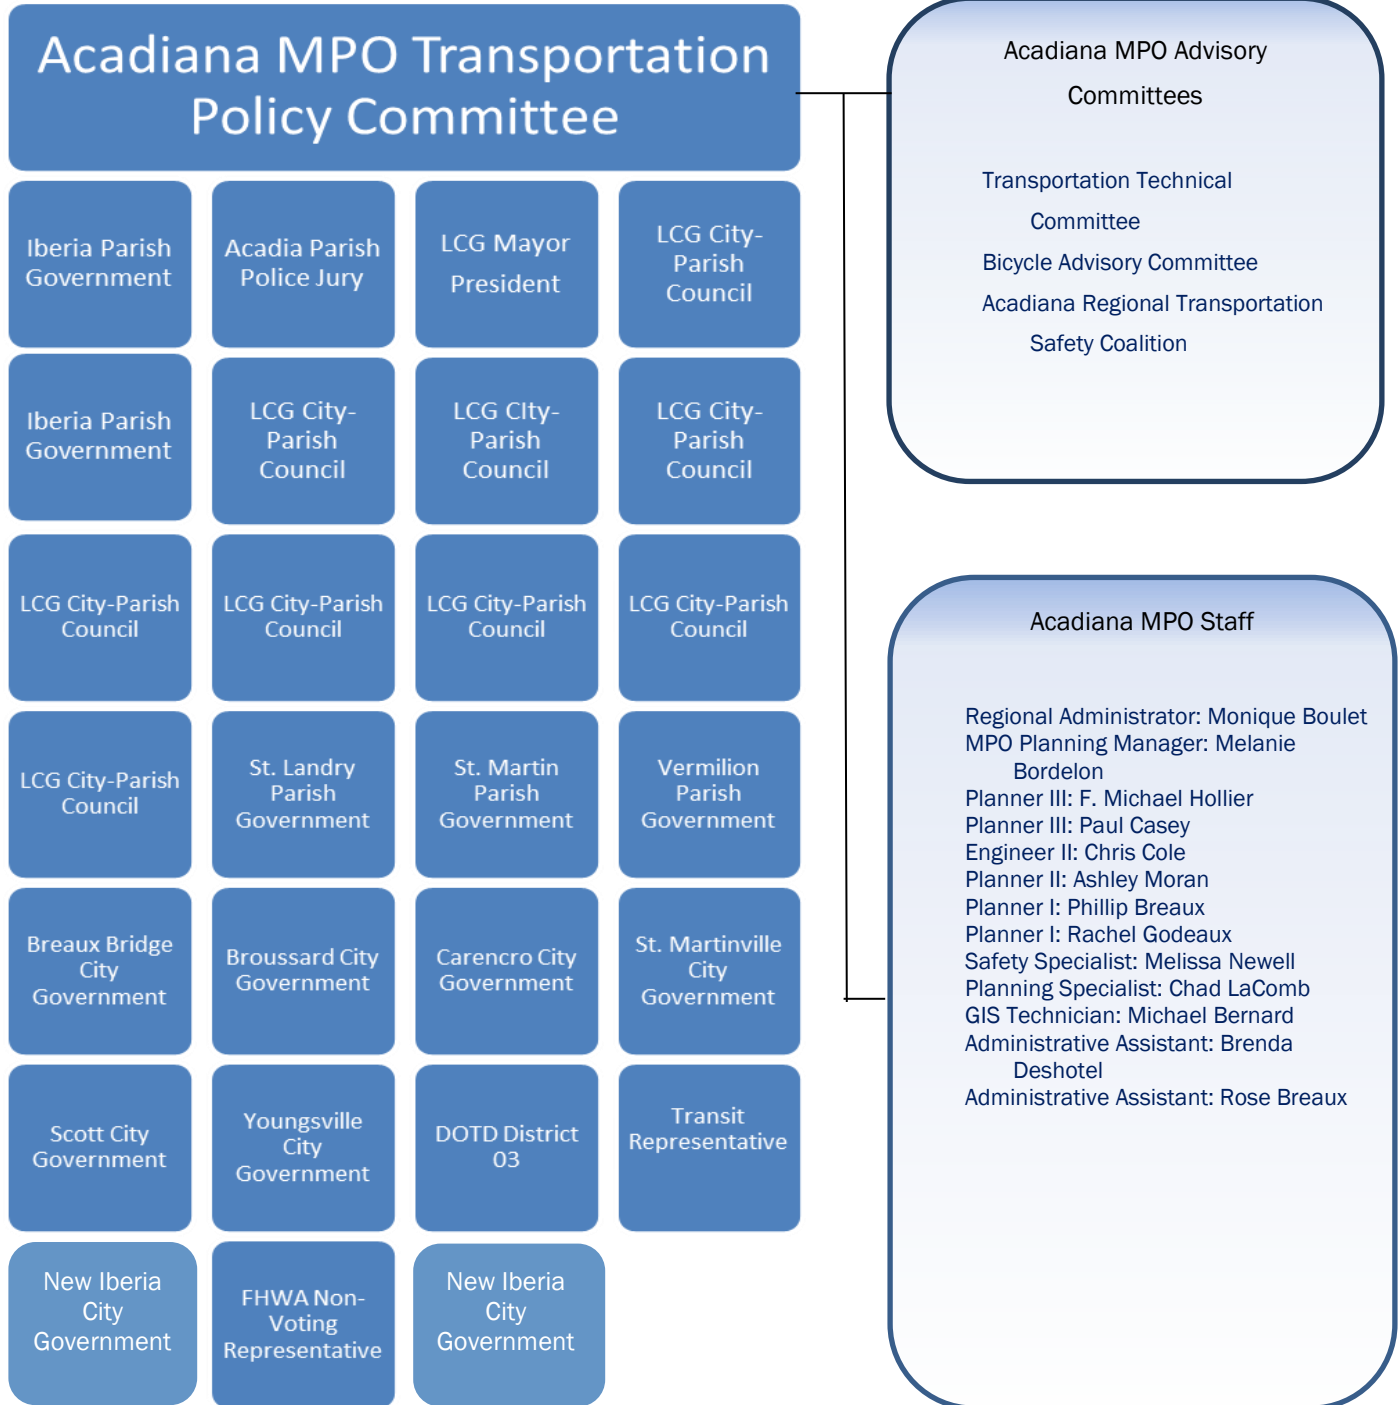 Acadiana MPO Transportation
Policy Committee
Iberia Parish
Government
Acadia Parish
Police Jury
LCG Mayor
President
LCG City-
Parish
Council
Iberia Parish
Government
LCG City-
Parish
Council
LCG CIty-
Parish
Council
LCG City-
Parish
Council
LCG City-Parish
Council
LCG City-Parish
Council
LCG City-Parish
Council
LCG City-Parish
Council
LCG City-Parish
Council
St. Landry
Parish
Government
St. Martin
Parish
Government
Vermilion
Parish
Government
Breaux Bridge
City
Government
Broussard City
Government
Carencro City
Government
St. Martinville
City
Government
Scott City
Government
Youngsville
City
Government
DOTD District
03
Transit
Representative
New Iberia
City
Government
FHWA Non-
Voting
Representative
New Iberia
City
Government
Acadiana MPO Advisory
Committees
Transportation Technical
Committee
Bicycle Advisory Committee
Acadiana Regional Transportation
Safety Coalition
Acadiana MPO Staff
Regional Administrator: Monique Boulet
MPO Planning Manager: Melanie
Bordelon
Planner III: F. Michael Hollier
Planner III: Paul Casey
Engineer II: Chris Cole
Planner II: Ashley Moran
Planner I: Phillip Breaux
Planner I: Rachel Godeaux
Safety Specialist: Melissa Newell
Planning Specialist: Chad LaComb
GIS Technician: Michael Bernard
Administrative Assistant: Brenda
Deshotel
Administrative Assistant: Rose Breaux